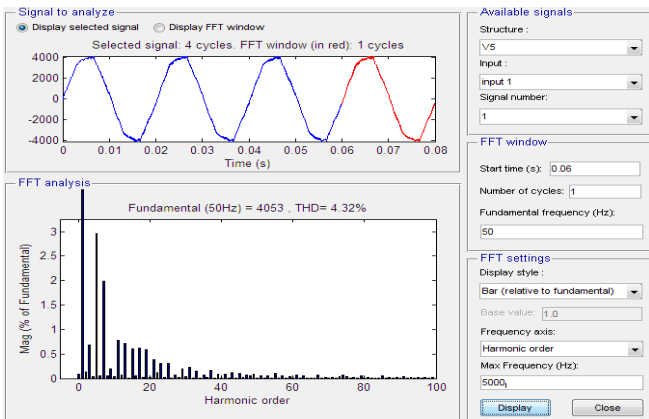 Signal to analyze
Display selected signal
Display FFT window
Selected signal: 4 cycles. FFT window (in red): 1 cycles
4000
2000
0
-2000
-4000
0 0.01 0.02 0.03 0.04 0.05 0.06 0.07 0.08
Time (s)
FFT analysis
Fundamental (50Hz) = 4053 , THD= 4.32%
3
2.5
2
1.5
1
0.5
0
Mag (% of Fundamental)
0 20 40 60 80 100
Harmonic order
Available signals
Structure :
V5
Input :
input 1
Signal number:
1
FFT window
Start time (s): 0.06
Number of cycles: 1
Fundamental frequency (Hz):
50
FFT settings
Display style :
Bar (relative to fundamental)
Base value: 1.0
Frequency axis:
Harmonic order
Max Frequency (Hz):
5000
Display
Close